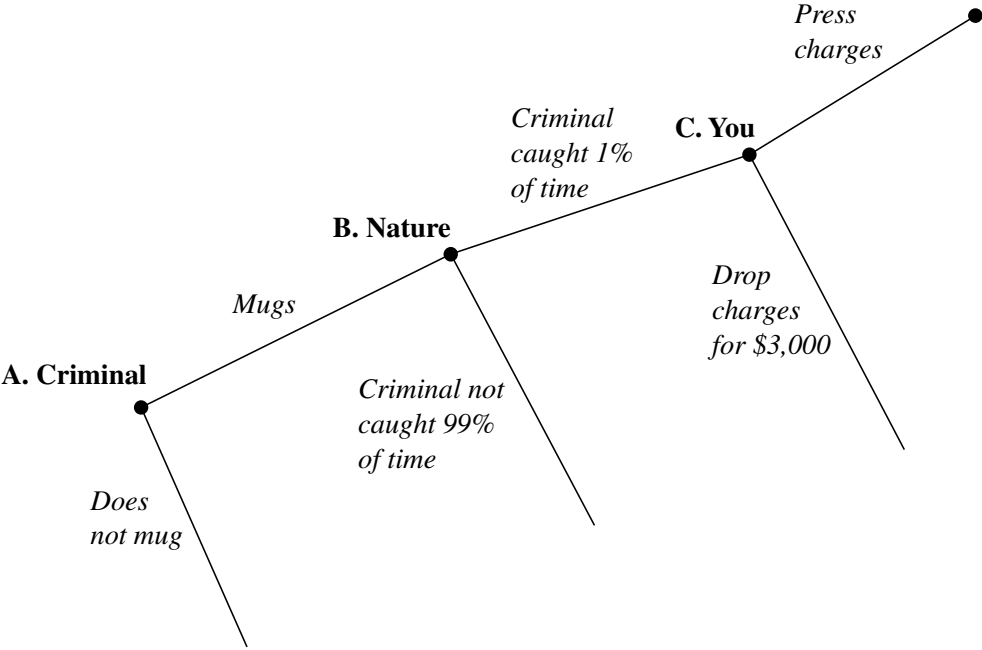 Press
charges
Criminal
caught 1%
of time
C. You
B. Nature
Drop
charges
for $3,000
Mugs
A. Criminal
Criminal not
caught 99%
of time
Does
not mug